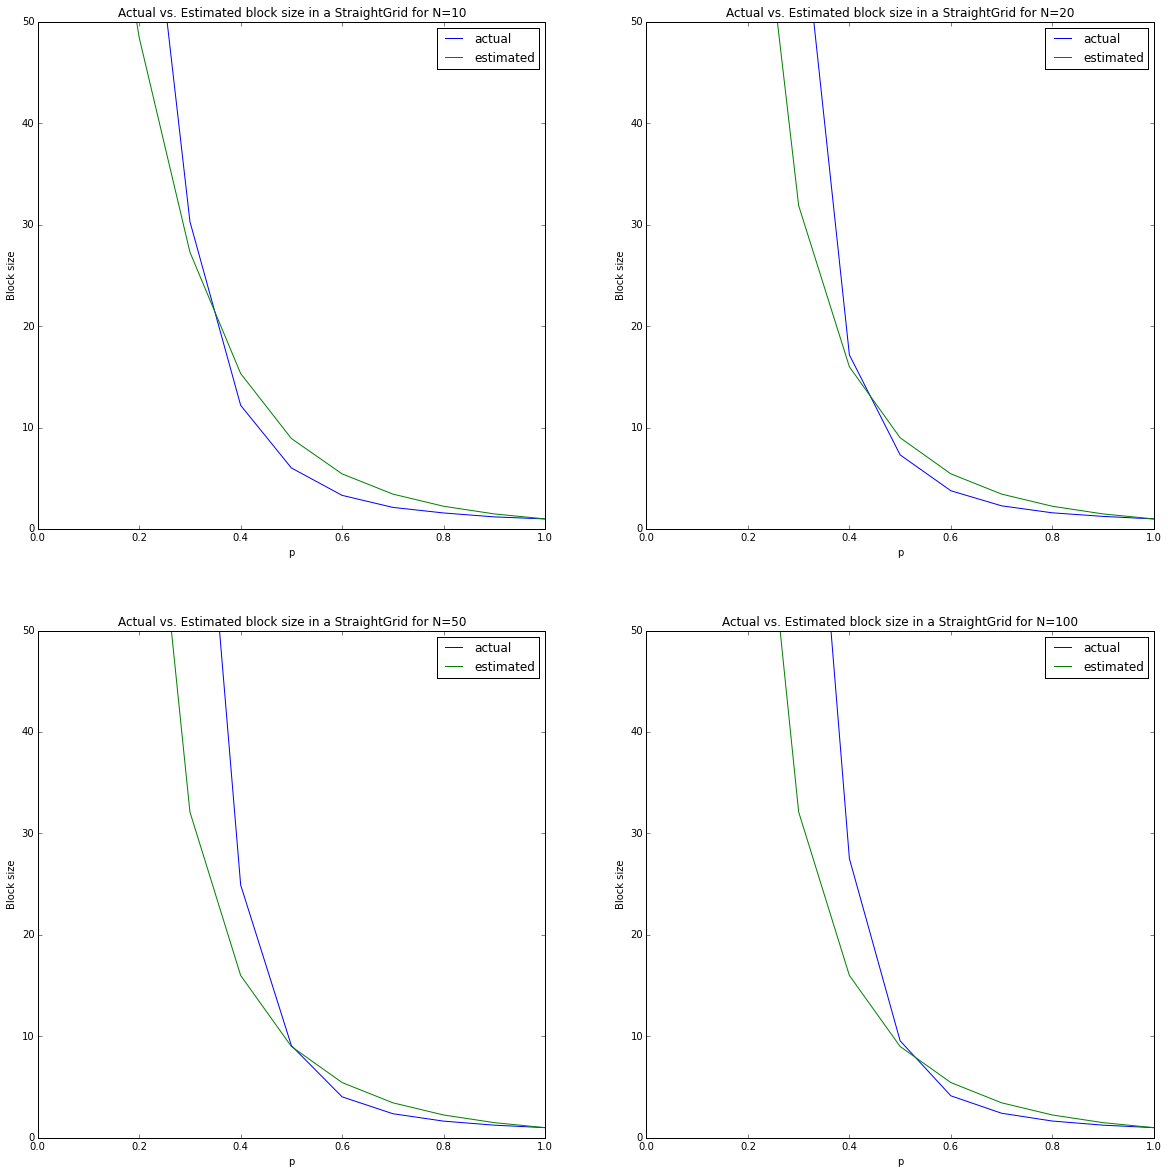 Actual vs. Estimated block size in a StraightGrid for N=10
actual
estimated
50
40
30
20
10
0
Block size
0.0 0.2 0.4 0.6 0.8 1.0
p
Actual vs. Estimated block size in a StraightGrid for N=20
actual
estimated
50
40
30
20
10
0
Block size
0.0 0.2 0.4 0.6 0.8 1.0
p
Actual vs. Estimated block size in a StraightGrid for N=50
actual
estimated
50
40
30
20
10
0
Block size
0.0 0.2 0.4 0.6 0.8 1.0
p
Actual vs. Estimated block size in a StraightGrid for N=100
actual
estimated
50
40
30
20
10
0
Block size
0.0 0.2 0.4 0.6 0.8 1.0
p